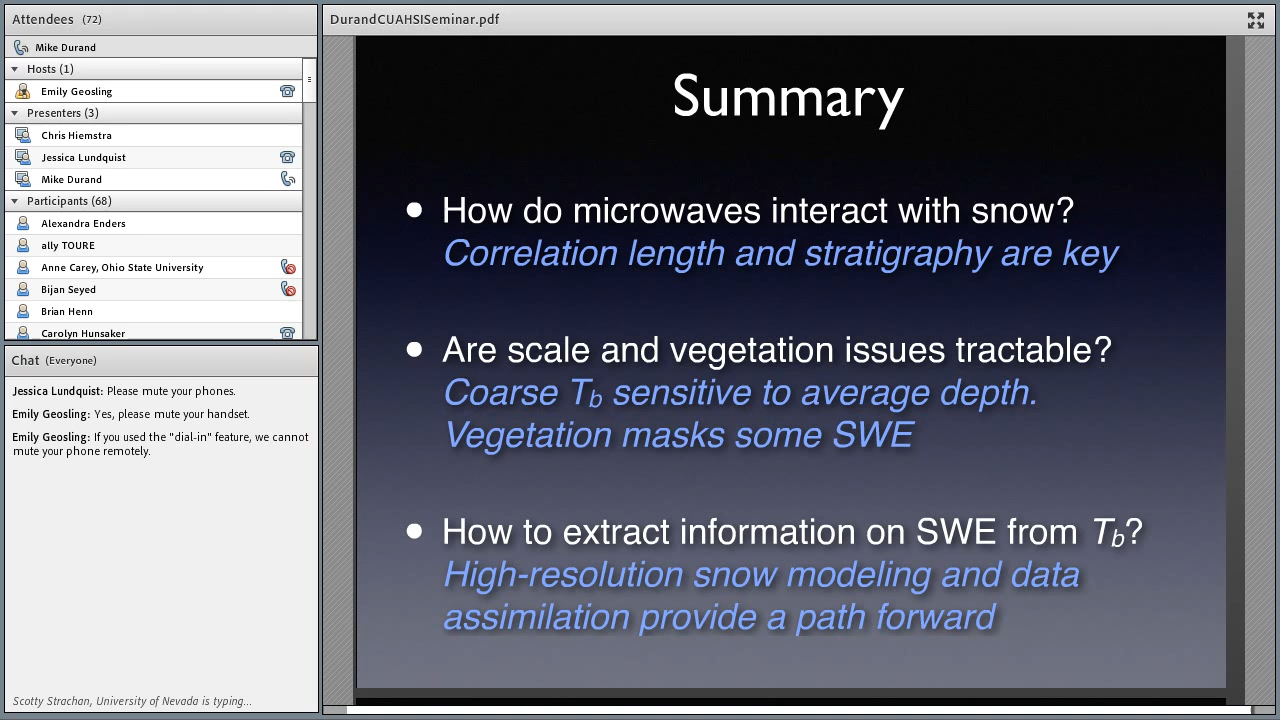 Attendees (72)
Mike Durand
Hosts (1)
Emily Geosling
Presenters (3)
Chris Hiemstra
Jessica Lundquist
Mike Durand
Participants (68)
Alexandra Enders
ally TOURE
Anne Carey, Ohio State University
Bijan Seyed
Brian Henn
Carolyn Hunsaker
Chat (Everyone)
Jessica Lundquist: Please mute your phones.
Emily Geosling: Yes, please mute your handset.
Emily Geosling: If you used the "dial-in" feature, we cannot
mute your phone remotely.
Scotty Strachan, University of Nevada is typing...
DurandCUAHSISeminar.pdf
Summary
• How do microwaves interact with snow?
Correlation length and stratigraphy are key
• Are scale and vegetation issues tractable?
Coarse Tb sensitive to average depth.
Vegetation masks some SWE
• How to extract information on SWE from Tb?
High-resolution snow modeling and data
assimilation provide a path forward